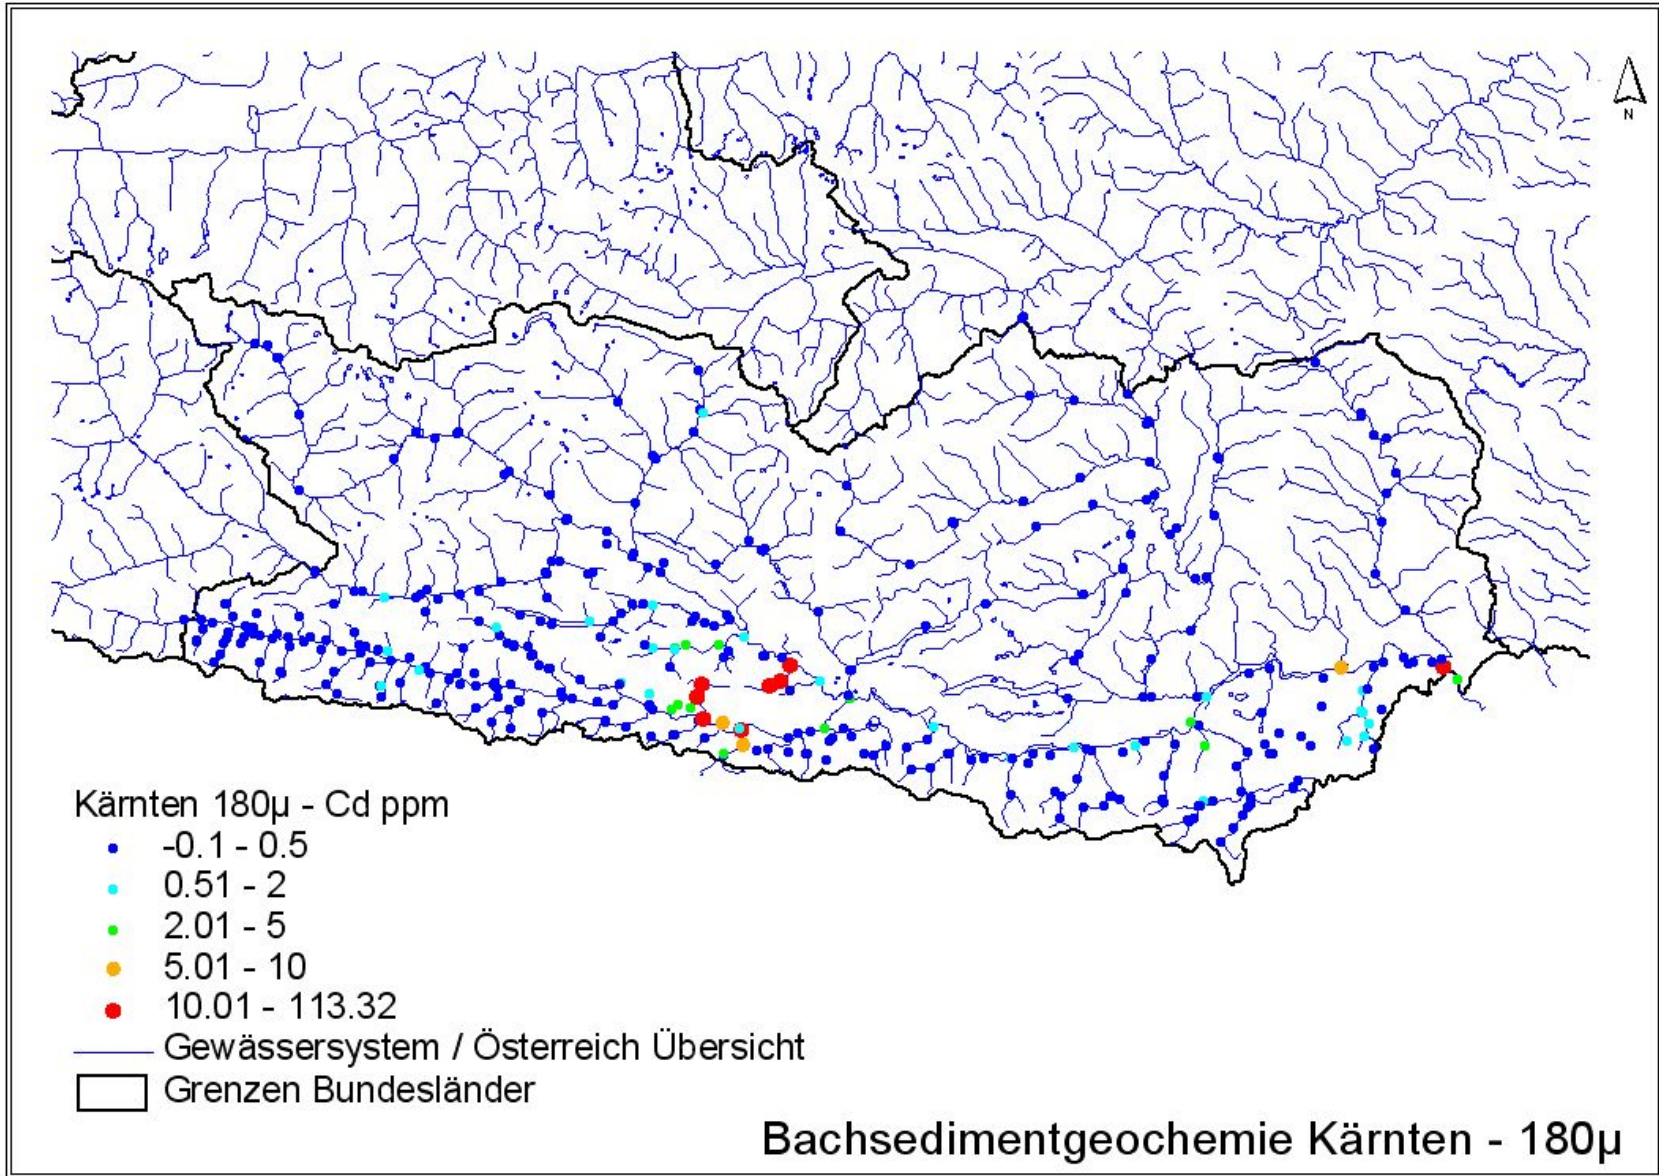 N
Kärnten 180µ - Cd ppm
-0.1 - 0.5
0.51 - 2
2.01 - 5
5.01 - 10
10.01 - 113.32
Gewässersystem / Österreich Übersicht
Grenzen Bundesländer
Bachsedimentgeochemie Kärnten - 180µ